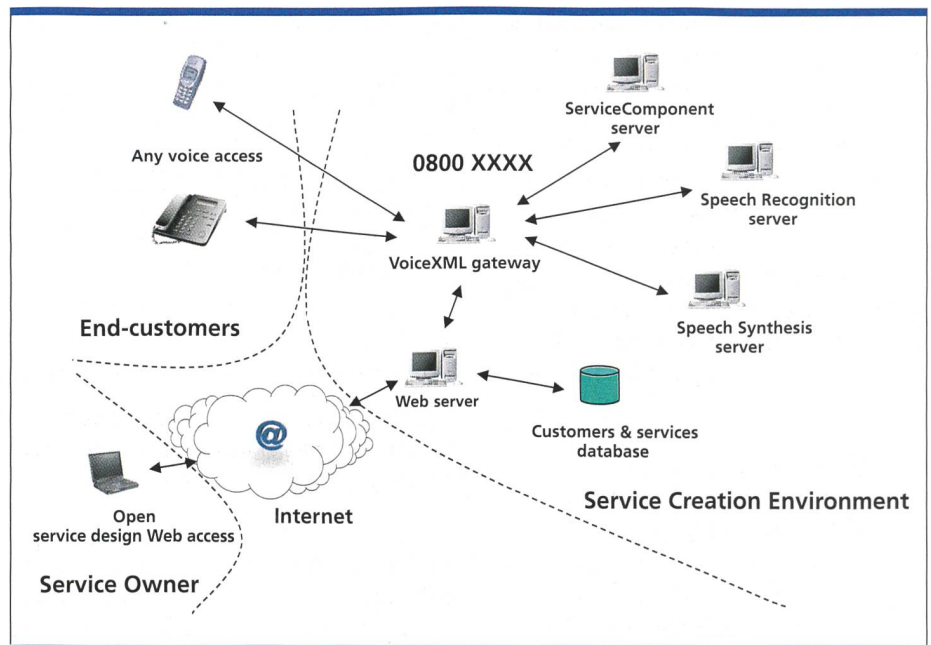 ServiceComponent
server
Any voice access
0800 XXXX
Speech Recognition
server
VoiceXML gateway
End-customers
Speech Synthesis
server
Web server
@
Customers & services
database
Service Creation Environment
Internet
Open
service design Web access
Service Owner